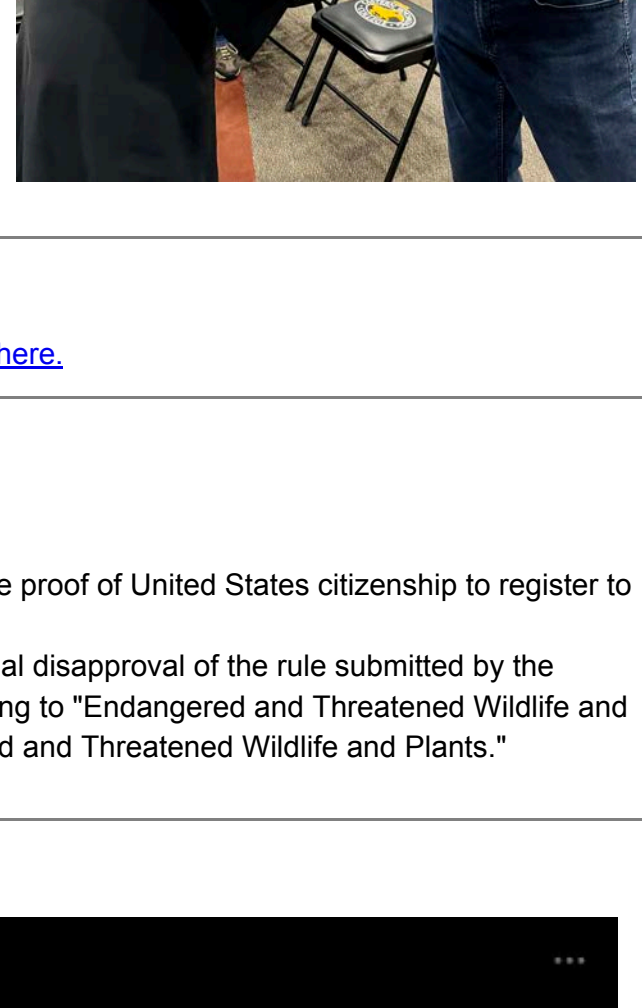 here.
e proof of United States citizenship to register to
al disapproval of the rule submitted by the
ng to "Endangered and Threatened Wildlife and
d and Threatened Wildlife and Plants."